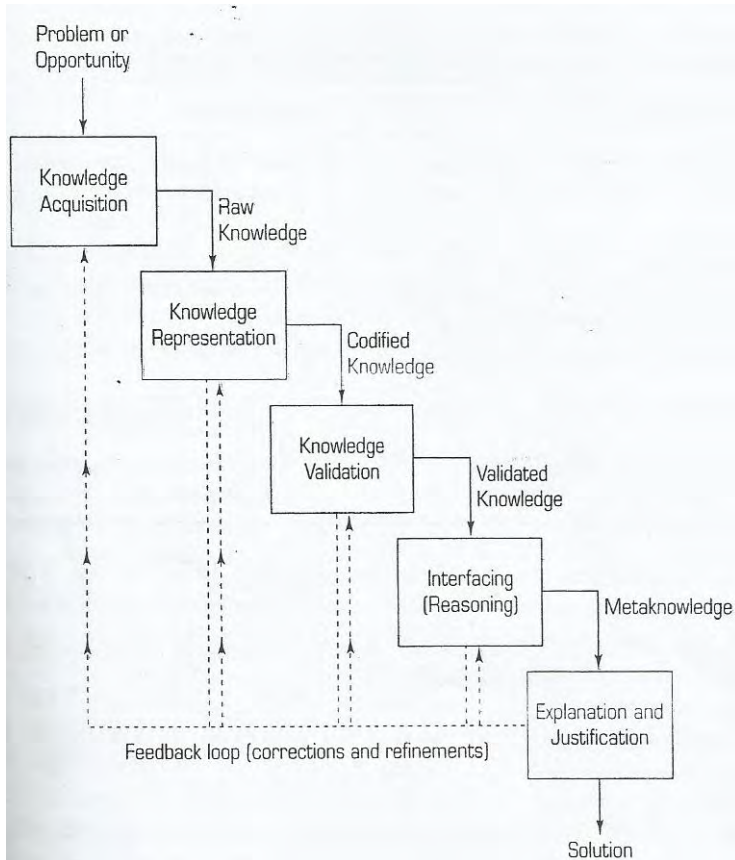 Problem or
Opportunity
Knowledge
Acquisition
Raw
Knowledge
Knowledge
Representation
Codified
Knowledge
Knowledge
Validation
Validated
Knowledge
Interfacing
(Reasoning)
Metaknowledge
Explanation and
Justification
Feedback loop (corrections and refinements)
Solution